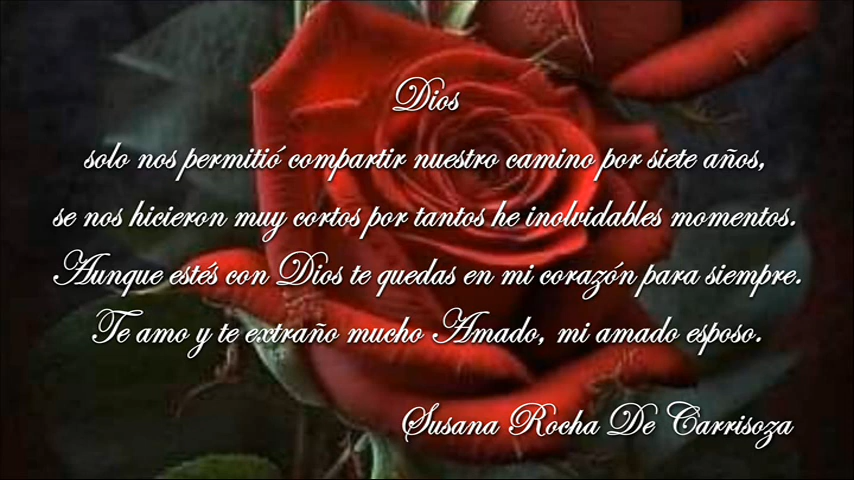 Dios
solo nos permitió compartir nuestro camino por siete años,
se nos hicieron muy cortos por tantos he inolvidables momentos.
Aunque estés con Dios te quedas en mi corazón para siempre.
Te amo y te extraño mucho Amado, mi amado esposo.
Susana Rocha De Carrisoza